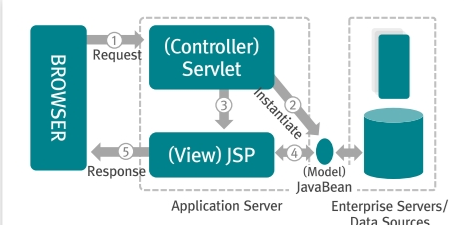 BROWSER
1
Request
(Controller)
Servlet
2
Instantiate
3
(View) JSP
4
5
Response
(Model)
JavaBean
Application Server
Enterprise Servers/
Data Sources